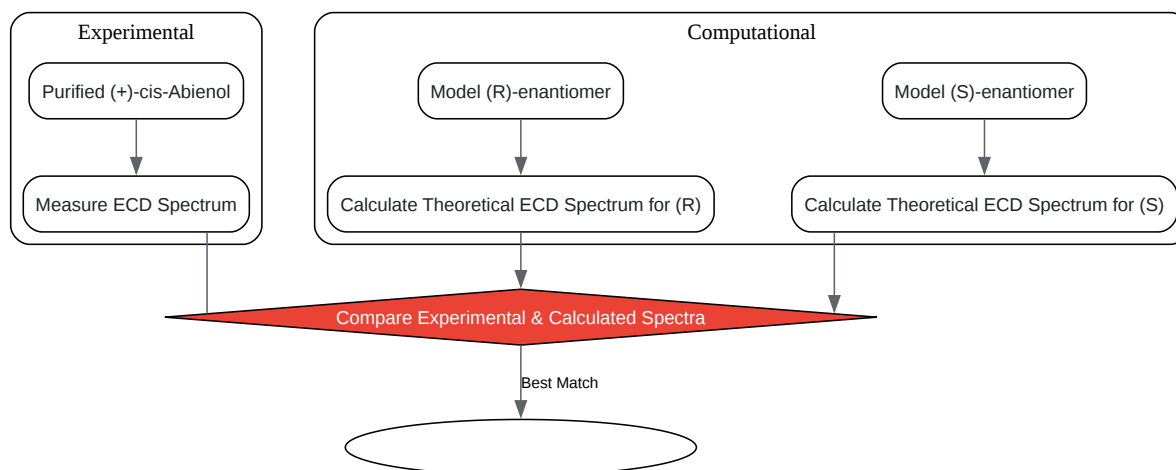 Experimental
Computational
Purified (+)-cis-Abienol
Model (R)-enantiomer
Model (S)-enantiomer
Measure ECD Spectrum
Calculate Theoretical ECD Spectrum for (R)
Calculate Theoretical ECD Spectrum for (S)
Compare Experimental & Calculated Spectra
Best Match